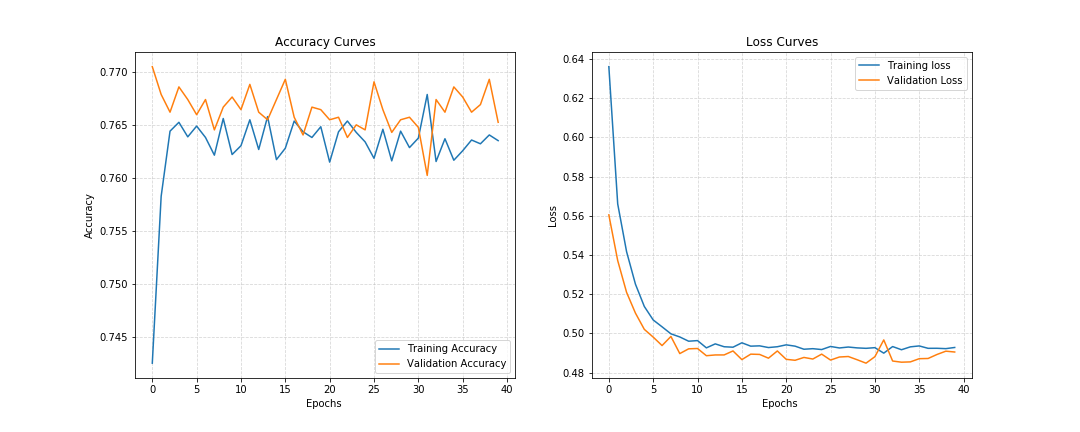 Accuracy Curves
0.770
0.765
0.760
0.755
0.750
0.745
Accuracy
0 5 10 15 20 25 30 35 40
Epochs
Training Accuracy
Validation Accuracy
Loss Curves
0.64
0.62
0.60
0.58
0.56
0.54
0.52
0.50
0.48
Loss
0 5 10 15 20 25 30 35 40
Epochs
Training loss
Validation Loss